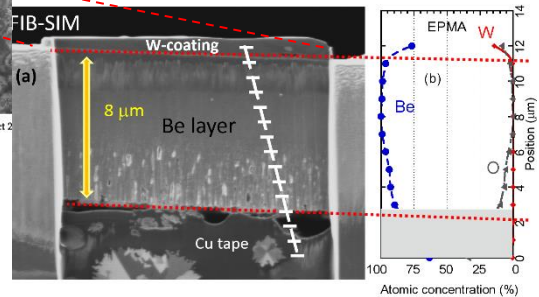 FIB-SIM
W-coating
(a)
8 μm
Be layer
Cu tape
EPMA
W
(b)
Be
O
14
12
10
8
6
4
2
0
Position (μm)
100
75
50
25
Atomic concentration (%)